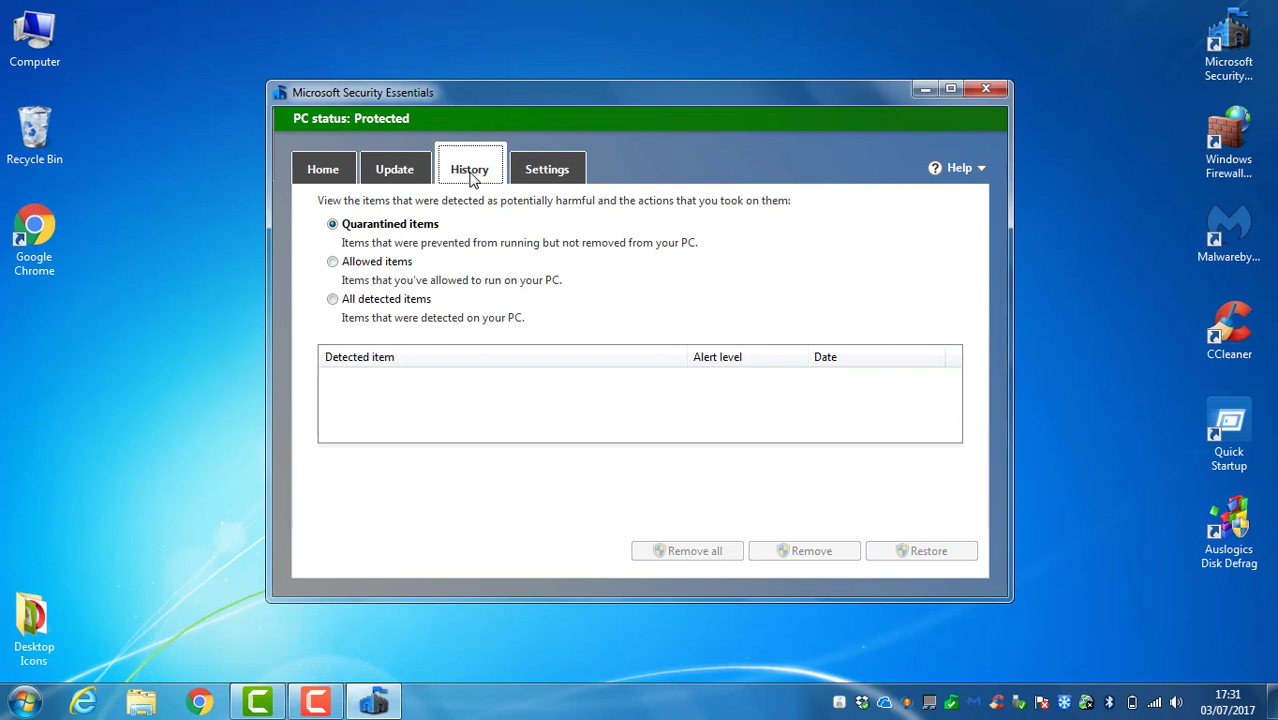 Computer
Recycle Bin
Google
Chrome
Desktop
Icons
Microsoft Security Essentials
PC status: Protected
Home
Update
History
Settings
? Help
View the items that were detected as potentially harmful and the actions that you took on them:
Quarantined items
Items that were prevented from running but not removed from your PC.
Allowed items
Items that you've allowed to run on your PC.
All detected items
Items that were detected on your PC.
Detected item
Alert level
Date
Remove all
Remove
Restore
Microsoft
Security...
Windows
Firewall...
Malwareby...
CCleaner
Quick
Startup
Auslogics
Disk Defrag
17:31
03/07/2017